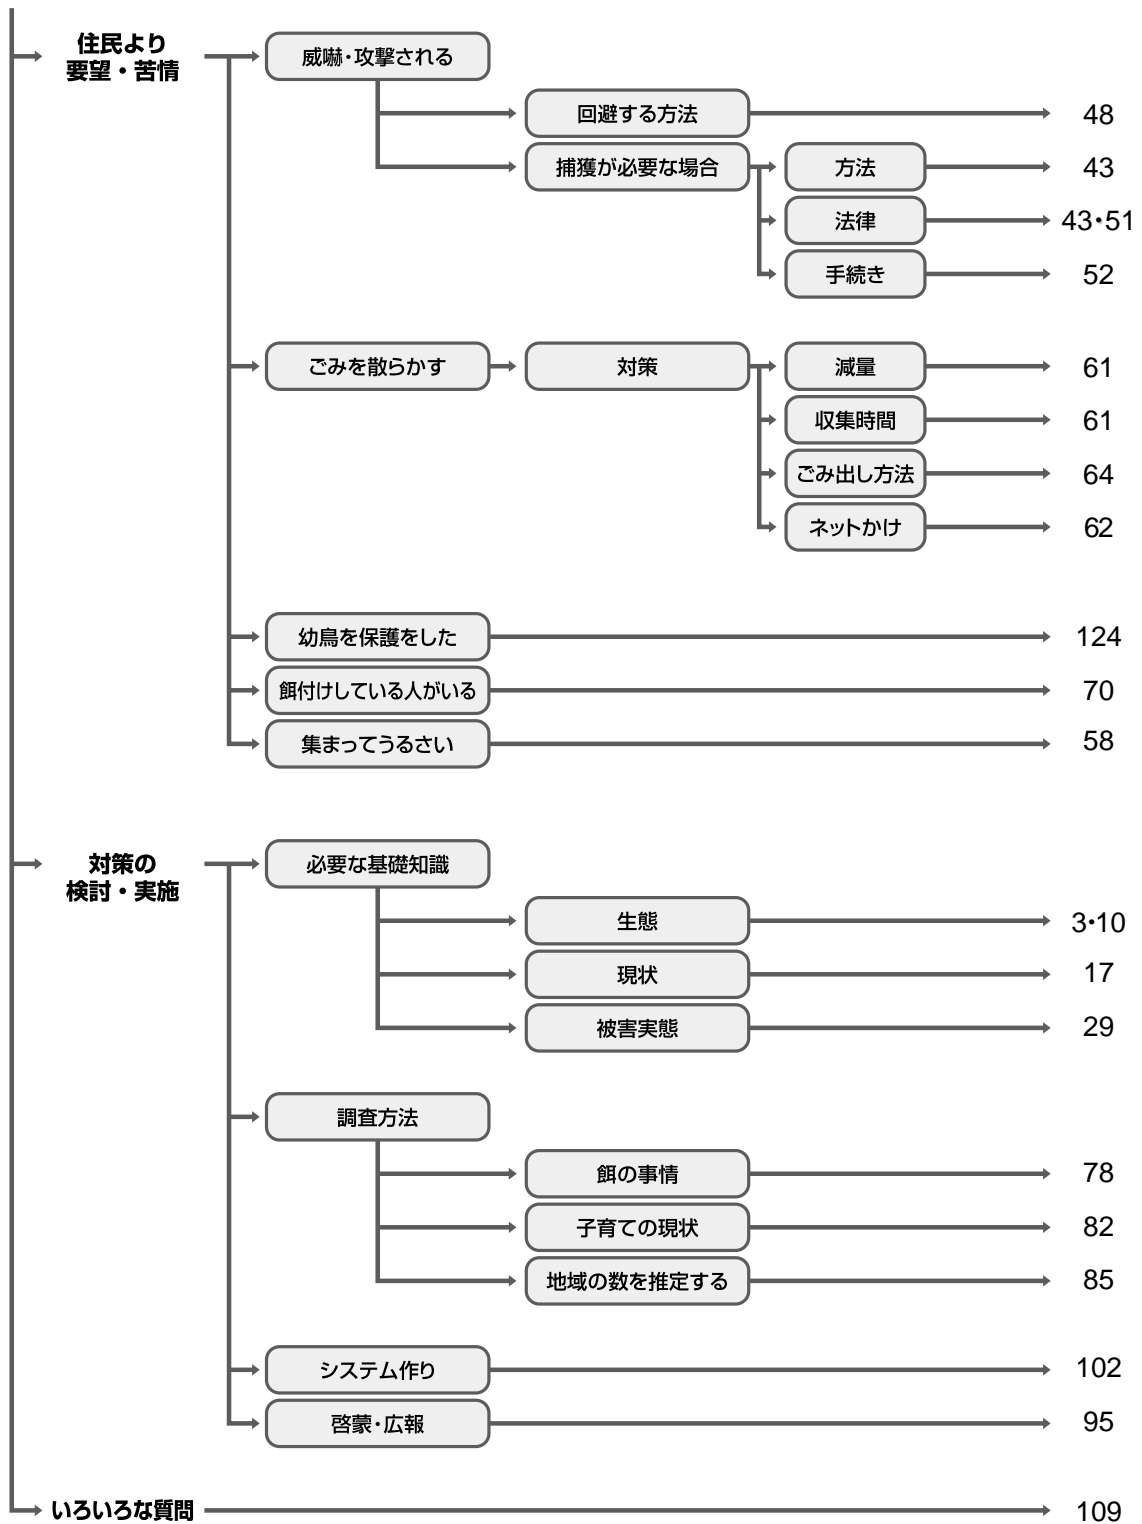 住民より
要望・苦情
威嚇・攻撃される
回避する方法 48
捕獲が必要な場合 方法 43
法律 43・51
手続き 52
ごみを散らかす 対策 減量 61
収集時間 61
ごみ出し方法 64
ネットかけ 62
幼鳥を保護をした 124
餌付けしている人がいる 70
集まってうるさい 58
対策の
検討・実施
必要な基礎知識
生態 3・10
現状 17
被害実態 29
調査方法
餌の事情 78
子育ての現状 82
地域の数を推定する 85
システム作り 102
啓蒙・広報 95
いろいろな質問 109